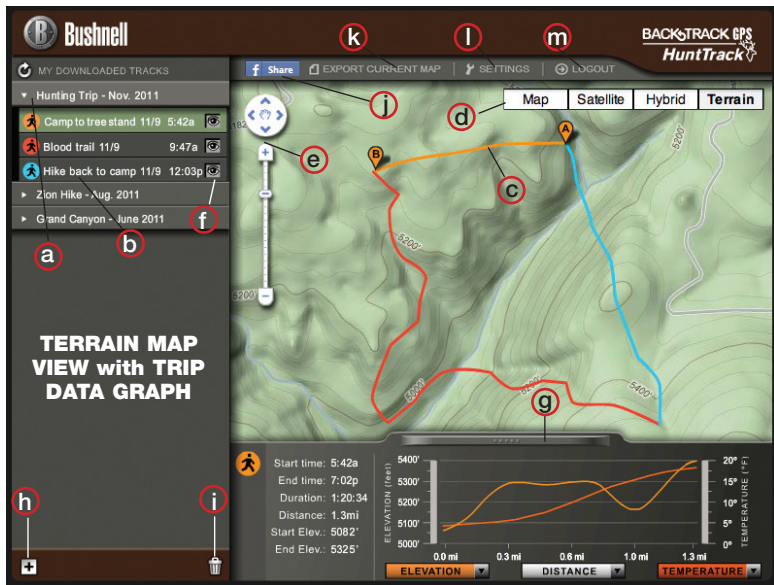 B Bushnell
BACKTRACK GPS
HuntTrack
k
l
m
MY DOWNLOADED TRACKS
f Share
EXPORT CURRENT MAP
SETTINGS
LOGOUT
j
d
Hunting Trip - Nov. 2011
Map Satellite Hybrid Terrain
Camp to tree stand 11/9 5:42a
Blood trail 11/9 9:47a
Hike back to camp 11/9 12:03p
Zion Hike - Aug. 2011
Grand Canyon - June 2011
a
b
f
e
A
B
c
5200'
5200'
5000'
5200'
5400'
g
TERRAIN MAP
VIEW with TRIP
DATA GRAPH
h
i
Start time: 5:42a
End time: 7:02p
Duration: 1:20:34
Distance: 1.3mi
Start Elev.: 5082'
End Elev.: 5325'
ELEVATION (feet)
5400'
5300'
5200'
5100'
5000'
20°
15°
10°
5°
0°
TEMPERATURE (°F)
0.0 mi 0.3 mi 0.6 mi 1.0 mi 1.3 mi
ELEVATION DISTANCE TEMPERATURE